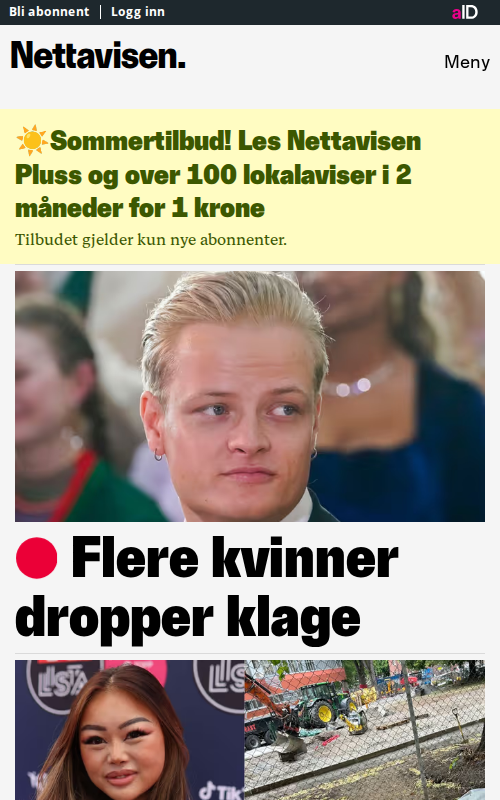 Bli abonnent | Logg inn
aID
Nettavisen.
Meny
Sommertilbud! Les Nettavisen
Pluss og over 100 lokalaviser i 2
måneder for 1 krone
Tilbudet gjelder kun nye abonnenter.
Flere kvinner
dropper klage